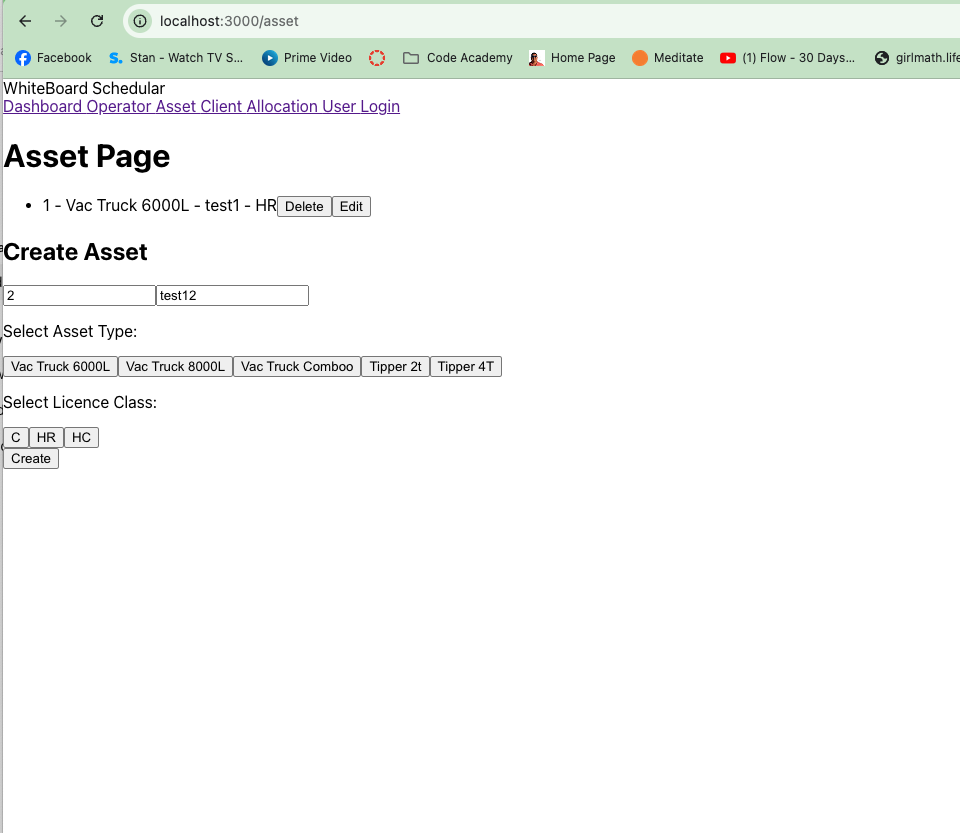 localhost:3000/asset
Facebook Stan - Watch TV S... Prime Video Code Academy Home Page Meditate (1) Flow - 30 Days... girlmath.life
WhiteBoard Schedular
Dashboard Operator Asset Client Allocation User Login
Asset Page
1 - Vac Truck 6000L - test1 - HR Delete Edit
Create Asset
2 test12
Select Asset Type:
Vac Truck 6000L Vac Truck 8000L Vac Truck Comboo Tipper 2t Tipper 4T
Select Licence Class:
C HR HC
Create